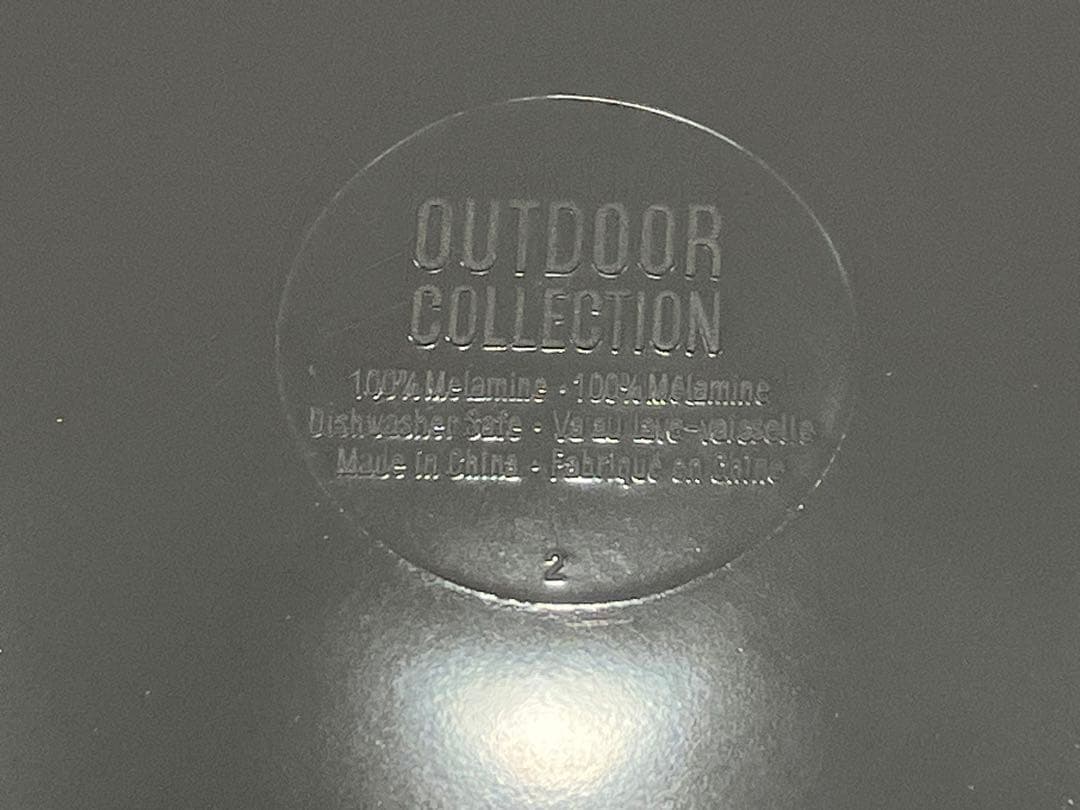 OUTDOOR
COLLECTION
100% Melamine · 100% Mélamine
Dishwasher Safe · Va au lave-vaisselle
Made in China · Fabriqué en Chine
2